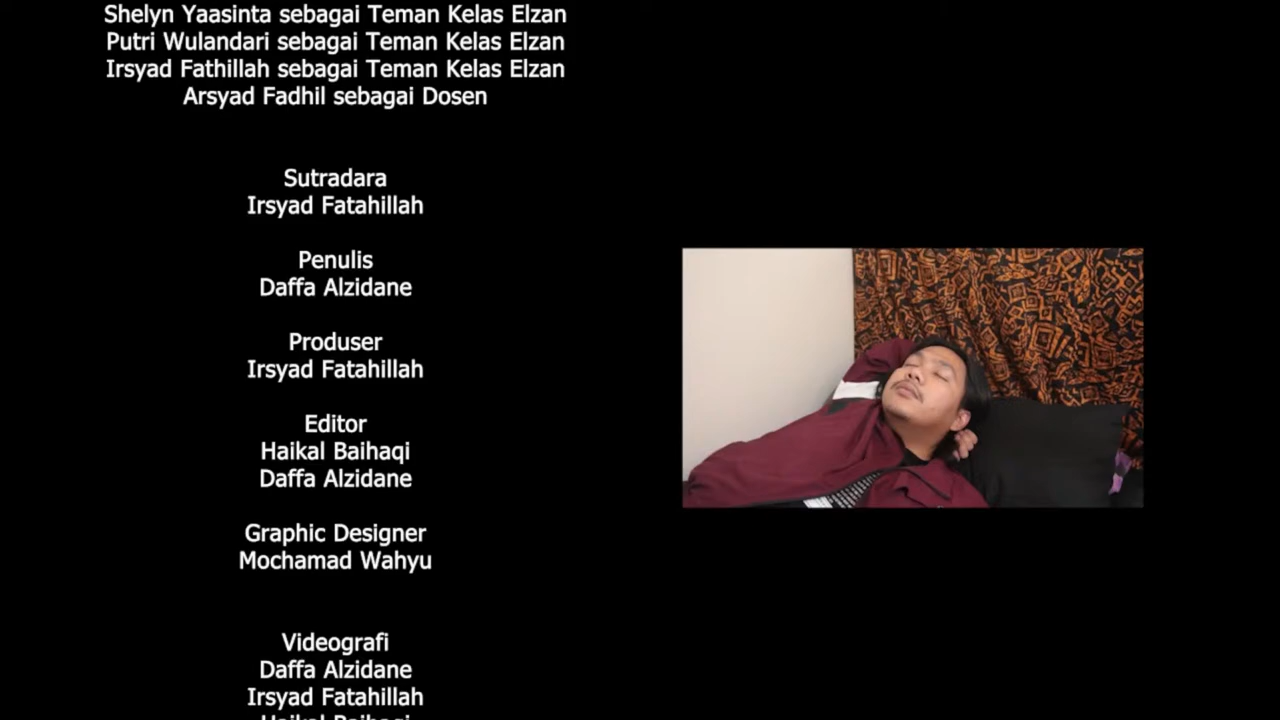 Shelyn Yaasinta sebagai Teman Kelas Elzan
Putri Wulandari sebagai Teman Kelas Elzan
Irsyad Fathillah sebagai Teman Kelas Elzan
Arsyad Fadhil sebagai Dosen
Sutradara
Irsyad Fatahillah
Penulis
Daffa Alzidane
Produser
Irsyad Fatahillah
Editor
Haikal Baihaqi
Daffa Alzidane
Graphic Designer
Mochamad Wahyu
Videografi
Daffa Alzidane
Irsyad Fatahillah
Haikal Baihaqi